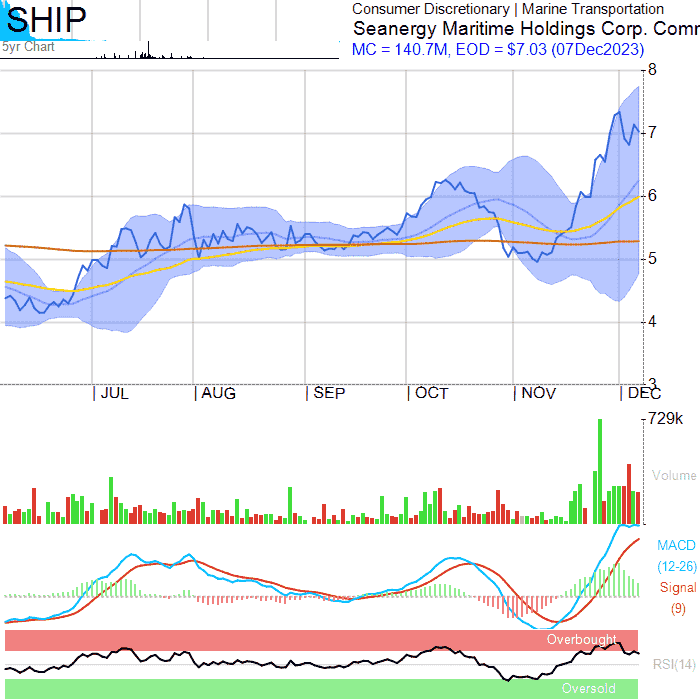 SHIP
Consumer Discretionary | Marine Transportation
Seanergy Maritime Holdings Corp. Comm
MC = 140.7M, EOD = $7.03 (07Dec2023)
5yr Chart
8
7
6
5
4
3
JUL AUG SEP OCT NOV DEC
729k
Volume
MACD
(12-26)
Signal
(9)
Overbought
RSI(14)
Oversold